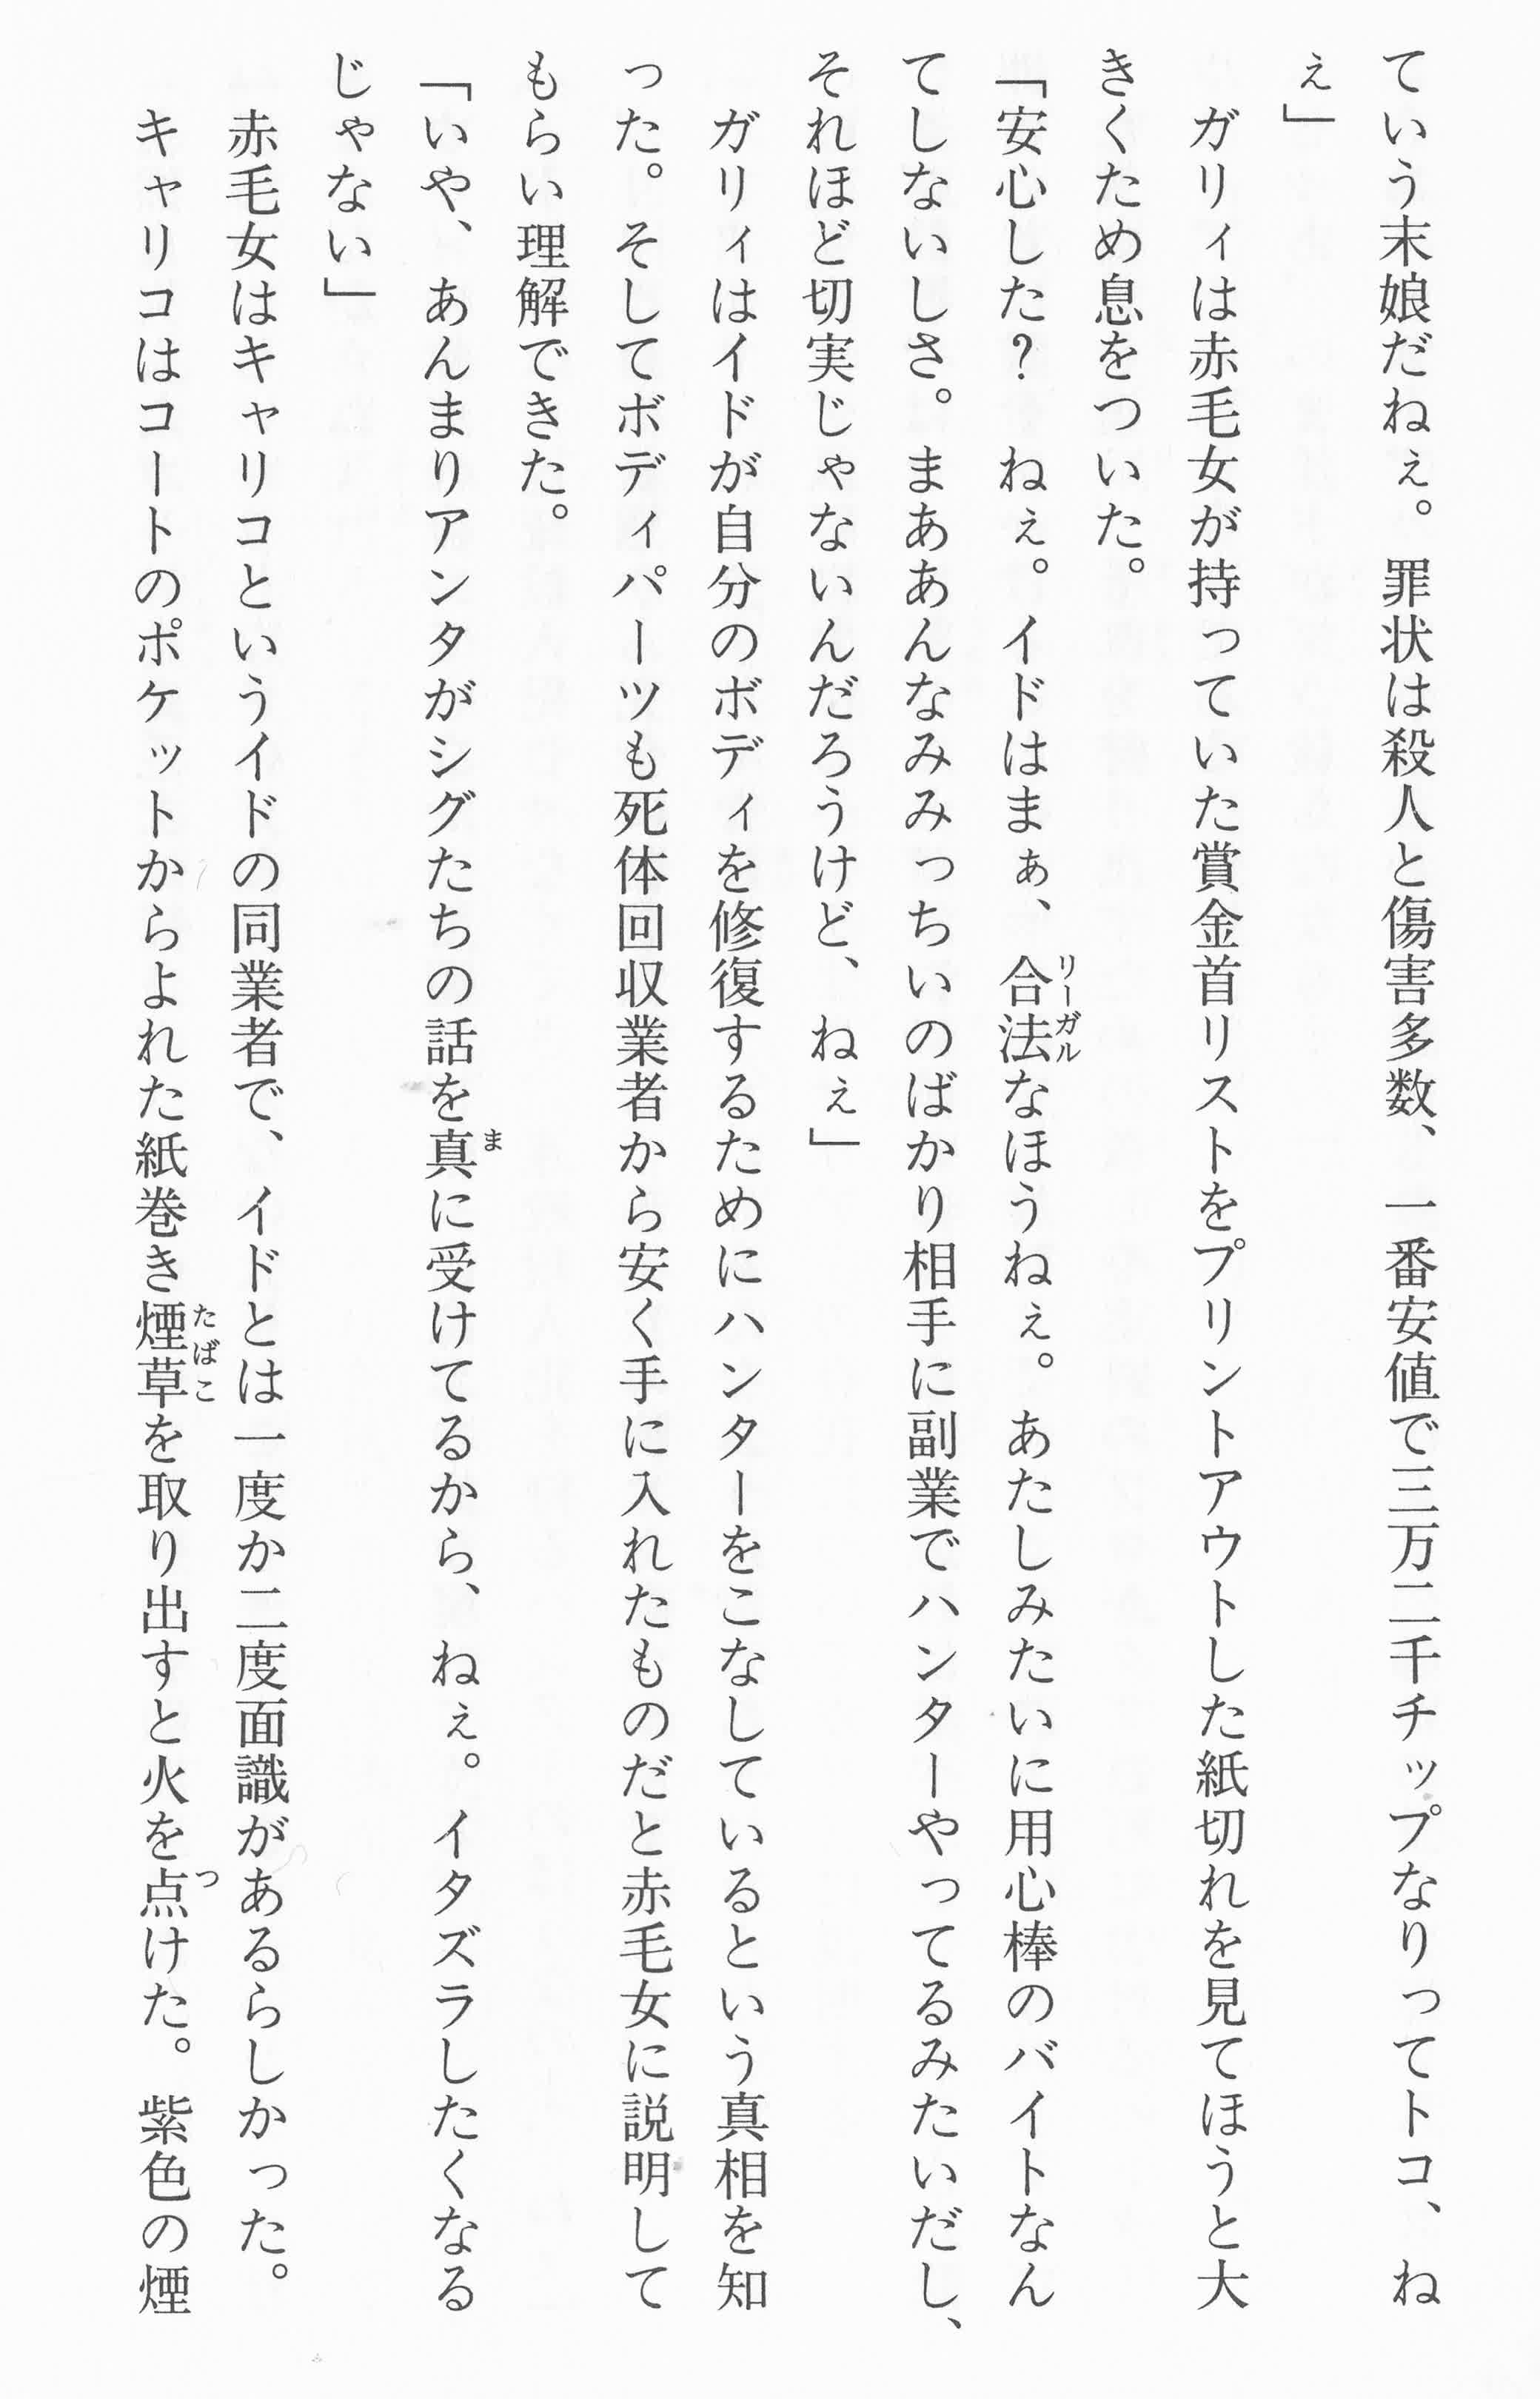 ていう末娘だねぇ。罪状は殺人と傷害多数、一番安値で三万二千チップなりってトコ、ね
ぇ」
　ガリィは赤毛女が持っていた賞金首リストをプリントアウトした紙切れを見てほうと大
きくため息をついた。
「安心した？　ねぇ。イドはまぁ、合法なほうねぇ。あたしみたいに用心棒のバイトなん
リーガル
てしないしさ。まああんなみみっちいのばかり相手に副業でハンターやってるみたいだし、
それほど切実じゃないんだろうけど、ねぇ」
　ガリィはイドが自分のボディを修復するためにハンターをこなしているという真相を知
った。そしてボディパーツも死体回収業者から安く手に入れたものだと赤毛女に説明して
もらい理解できた。
「いや、あんまりアンタがシグたちの話を真に受けてるから、ねぇ。イタズラしたくなる
ま
じゃない」
　赤毛女はキャリコというイドの同業者で、イドとは一度か二度面識があるらしかった。
　キャリコはコートのポケットからよれた紙巻き煙草を取り出すと火を点けた。紫色の煙
たばこ
つ